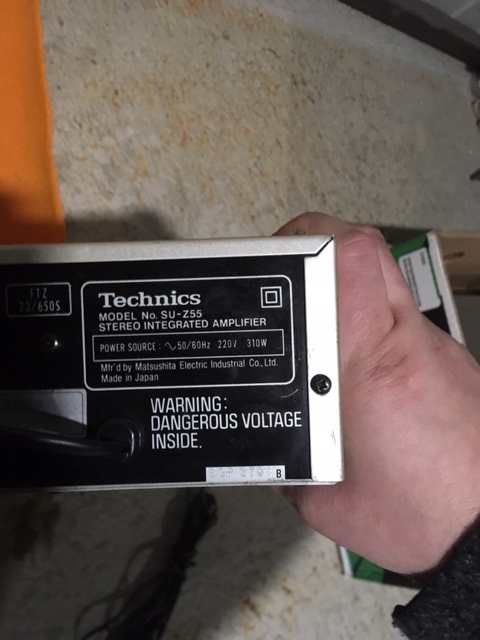 FTZ
23/650S
Technics
MODEL No. SU-Z55
STEREO INTEGRATED AMPLIFIER
POWER SOURCE : ∿50/60Hz 220V 310W
Mfr'd by Matsushita Electric Industrial Co., Ltd.
Made in Japan
WARNING:
DANGEROUS VOLTAGE
INSIDE.
B